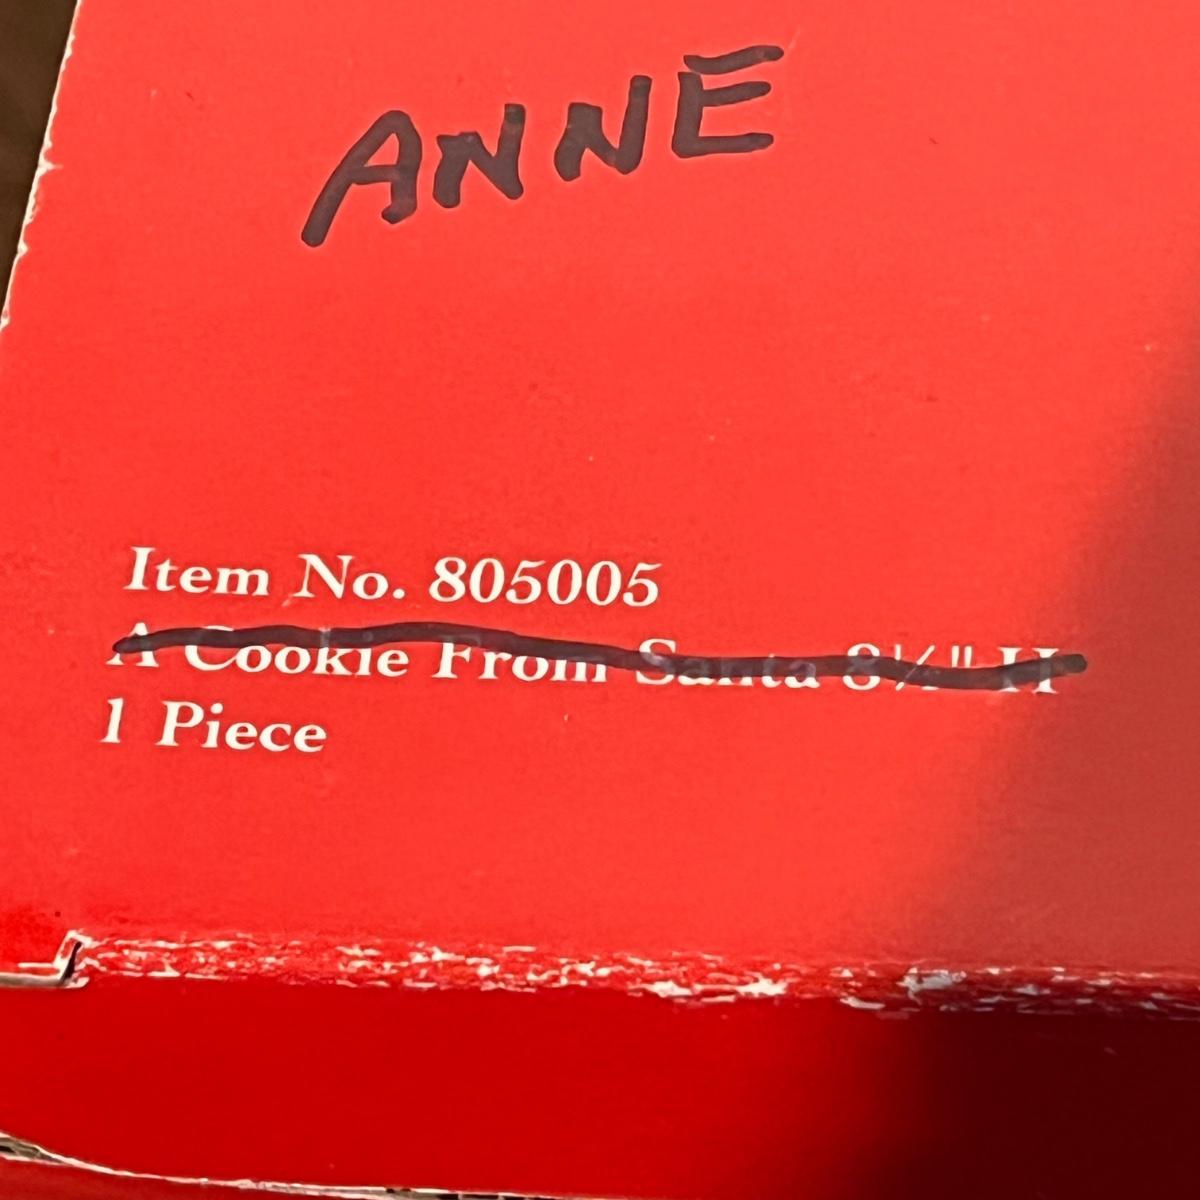 ANNE
Item No. 805005
A Cookie From Santa 8¼" H
1 Piece